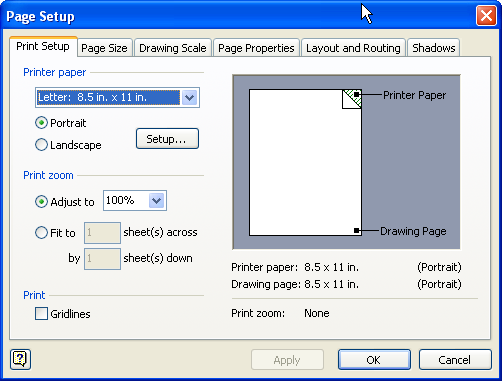 Page Setup
Print Setup Page Size Drawing Scale Page Properties Layout and Routing Shadows
Printer paper
Letter: 8.5 in. x 11 in.
Portrait
Landscape
Setup...
Print zoom
Adjust to 100%
Fit to 1 sheet(s) across
by 1 sheet(s) down
Print
Gridlines
Printer Paper
Drawing Page
Printer paper: 8.5 x 11 in. (Portrait)
Drawing page: 8.5 x 11 in. (Portrait)
Print zoom: None
? Apply OK Cancel